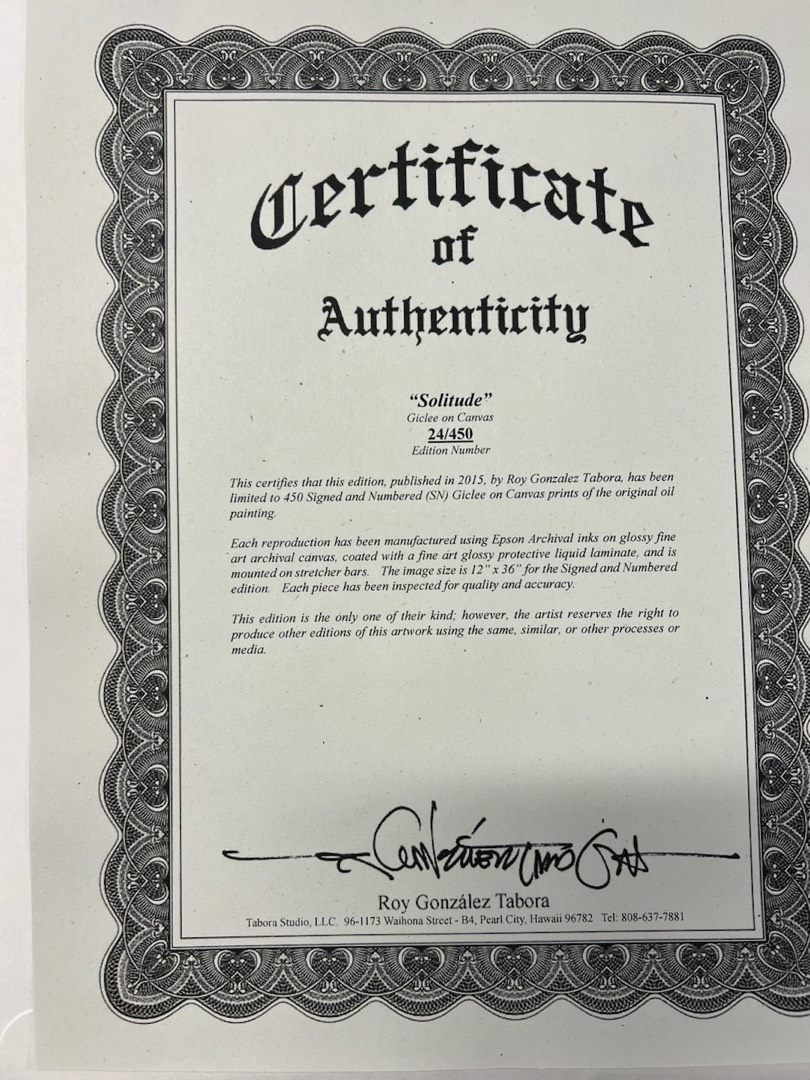 Certificate
of
Authenticity
“Solitude”
Giclee on Canvas
24/450
Edition Number
This certifies that this edition, published in 2015, by Roy Gonzalez Tabora, has been
limited to 450 Signed and Numbered (SN) Giclee on Canvas prints of the original oil
painting.
Each reproduction has been manufactured using Epson Archival inks on glossy fine
art archival canvas, coated with a fine art glossy protective liquid laminate, and is
mounted on stretcher bars. The image size is 12” x 36” for the Signed and Numbered
edition. Each piece has been inspected for quality and accuracy.
This edition is the only one of their kind; however, the artist reserves the right to
produce other editions of this artwork using the same, similar, or other processes or
media.
Roy González Tabora
Tabora Studio, L.L.C. 96-1173 Waihona Street - B4, Pearl City, Hawaii 96782 Tel: 808-637-7881